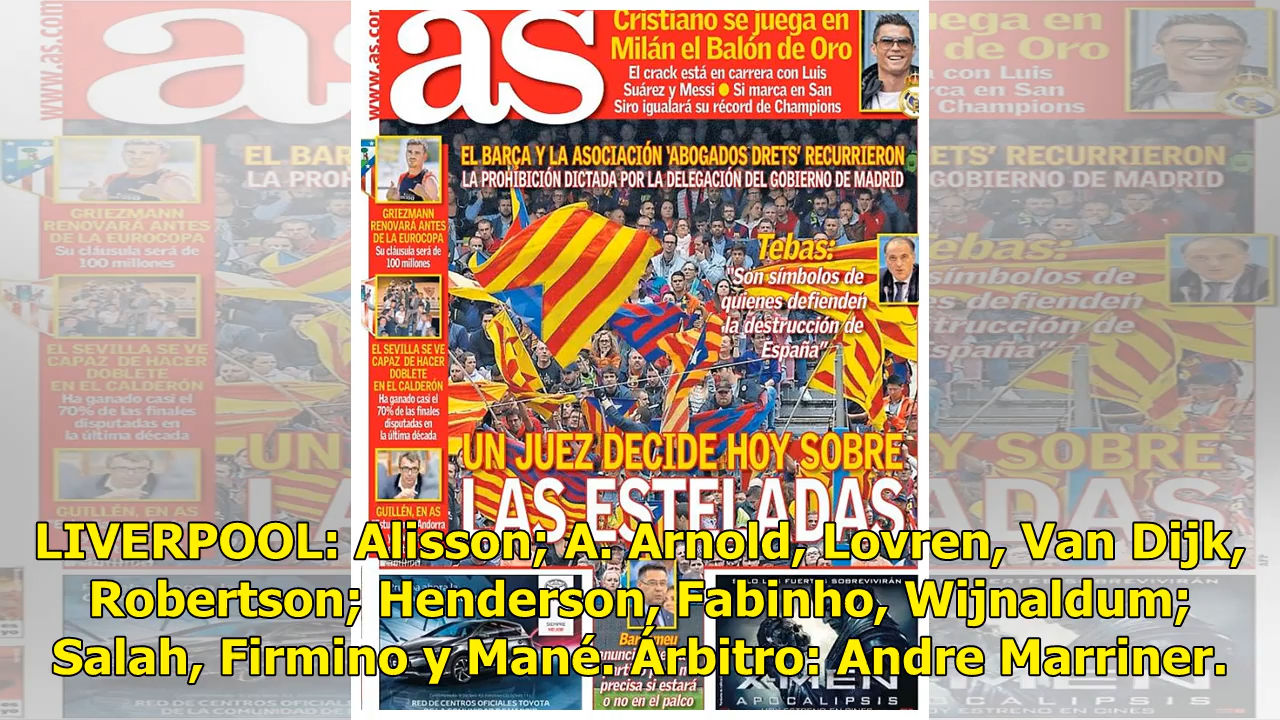 www.as.com
as
Cristiano se juega en
Milán el Balón de Oro
El crack está en carrera con Luis
Suárez y Messi ● Si marca en San
Siro igualará su récord de Champions
EL BARÇA Y LA ASOCIACIÓN 'ABOGADOS DRETS' RECURRIERON
LA PROHIBICIÓN DICTADA POR LA DELEGACIÓN DEL GOBIERNO DE MADRID
GRIEZMANN
RENOVARÁ ANTES
DE LA EUROCOPA
Su cláusula será de
100 millones
Tebas:
"Son símbolos de
quienes defienden
la destrucción de
España"
EL SEVILLA SE VE
CAPAZ DE HACER
DOBLETE
EN EL CALDERÓN
Ha ganado casi el
70% de las finales
disputadas en
la última década
GUILLÉN, EN AS
UN JUEZ DECIDE HOY SOBRE
LAS ESTELADAS
LIVERPOOL: Alisson; A. Arnold, Lovren, Van Dijk,
Robertson; Henderson, Fabinho, Wijnaldum;
Salah, Firmino y Mané. Árbitro: Andre Marriner.
precisa si estará
o no en el palco
RED DE CENTROS OFICIALES TOYOTA
X-MEN
APOCALIPSIS